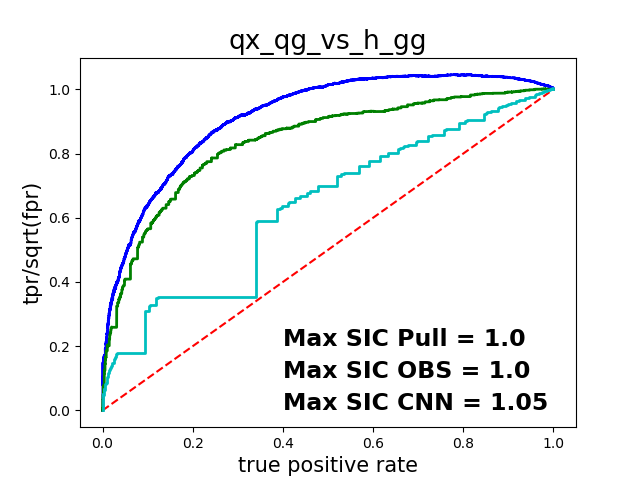 qx_qg_vs_h_gg
tpr/sqrt(fpr)
1.0
0.8
0.6
0.4
0.2
0.0
Max SIC Pull = 1.0
Max SIC OBS = 1.0
Max SIC CNN = 1.05
0.0 0.2 0.4 0.6 0.8 1.0
true positive rate